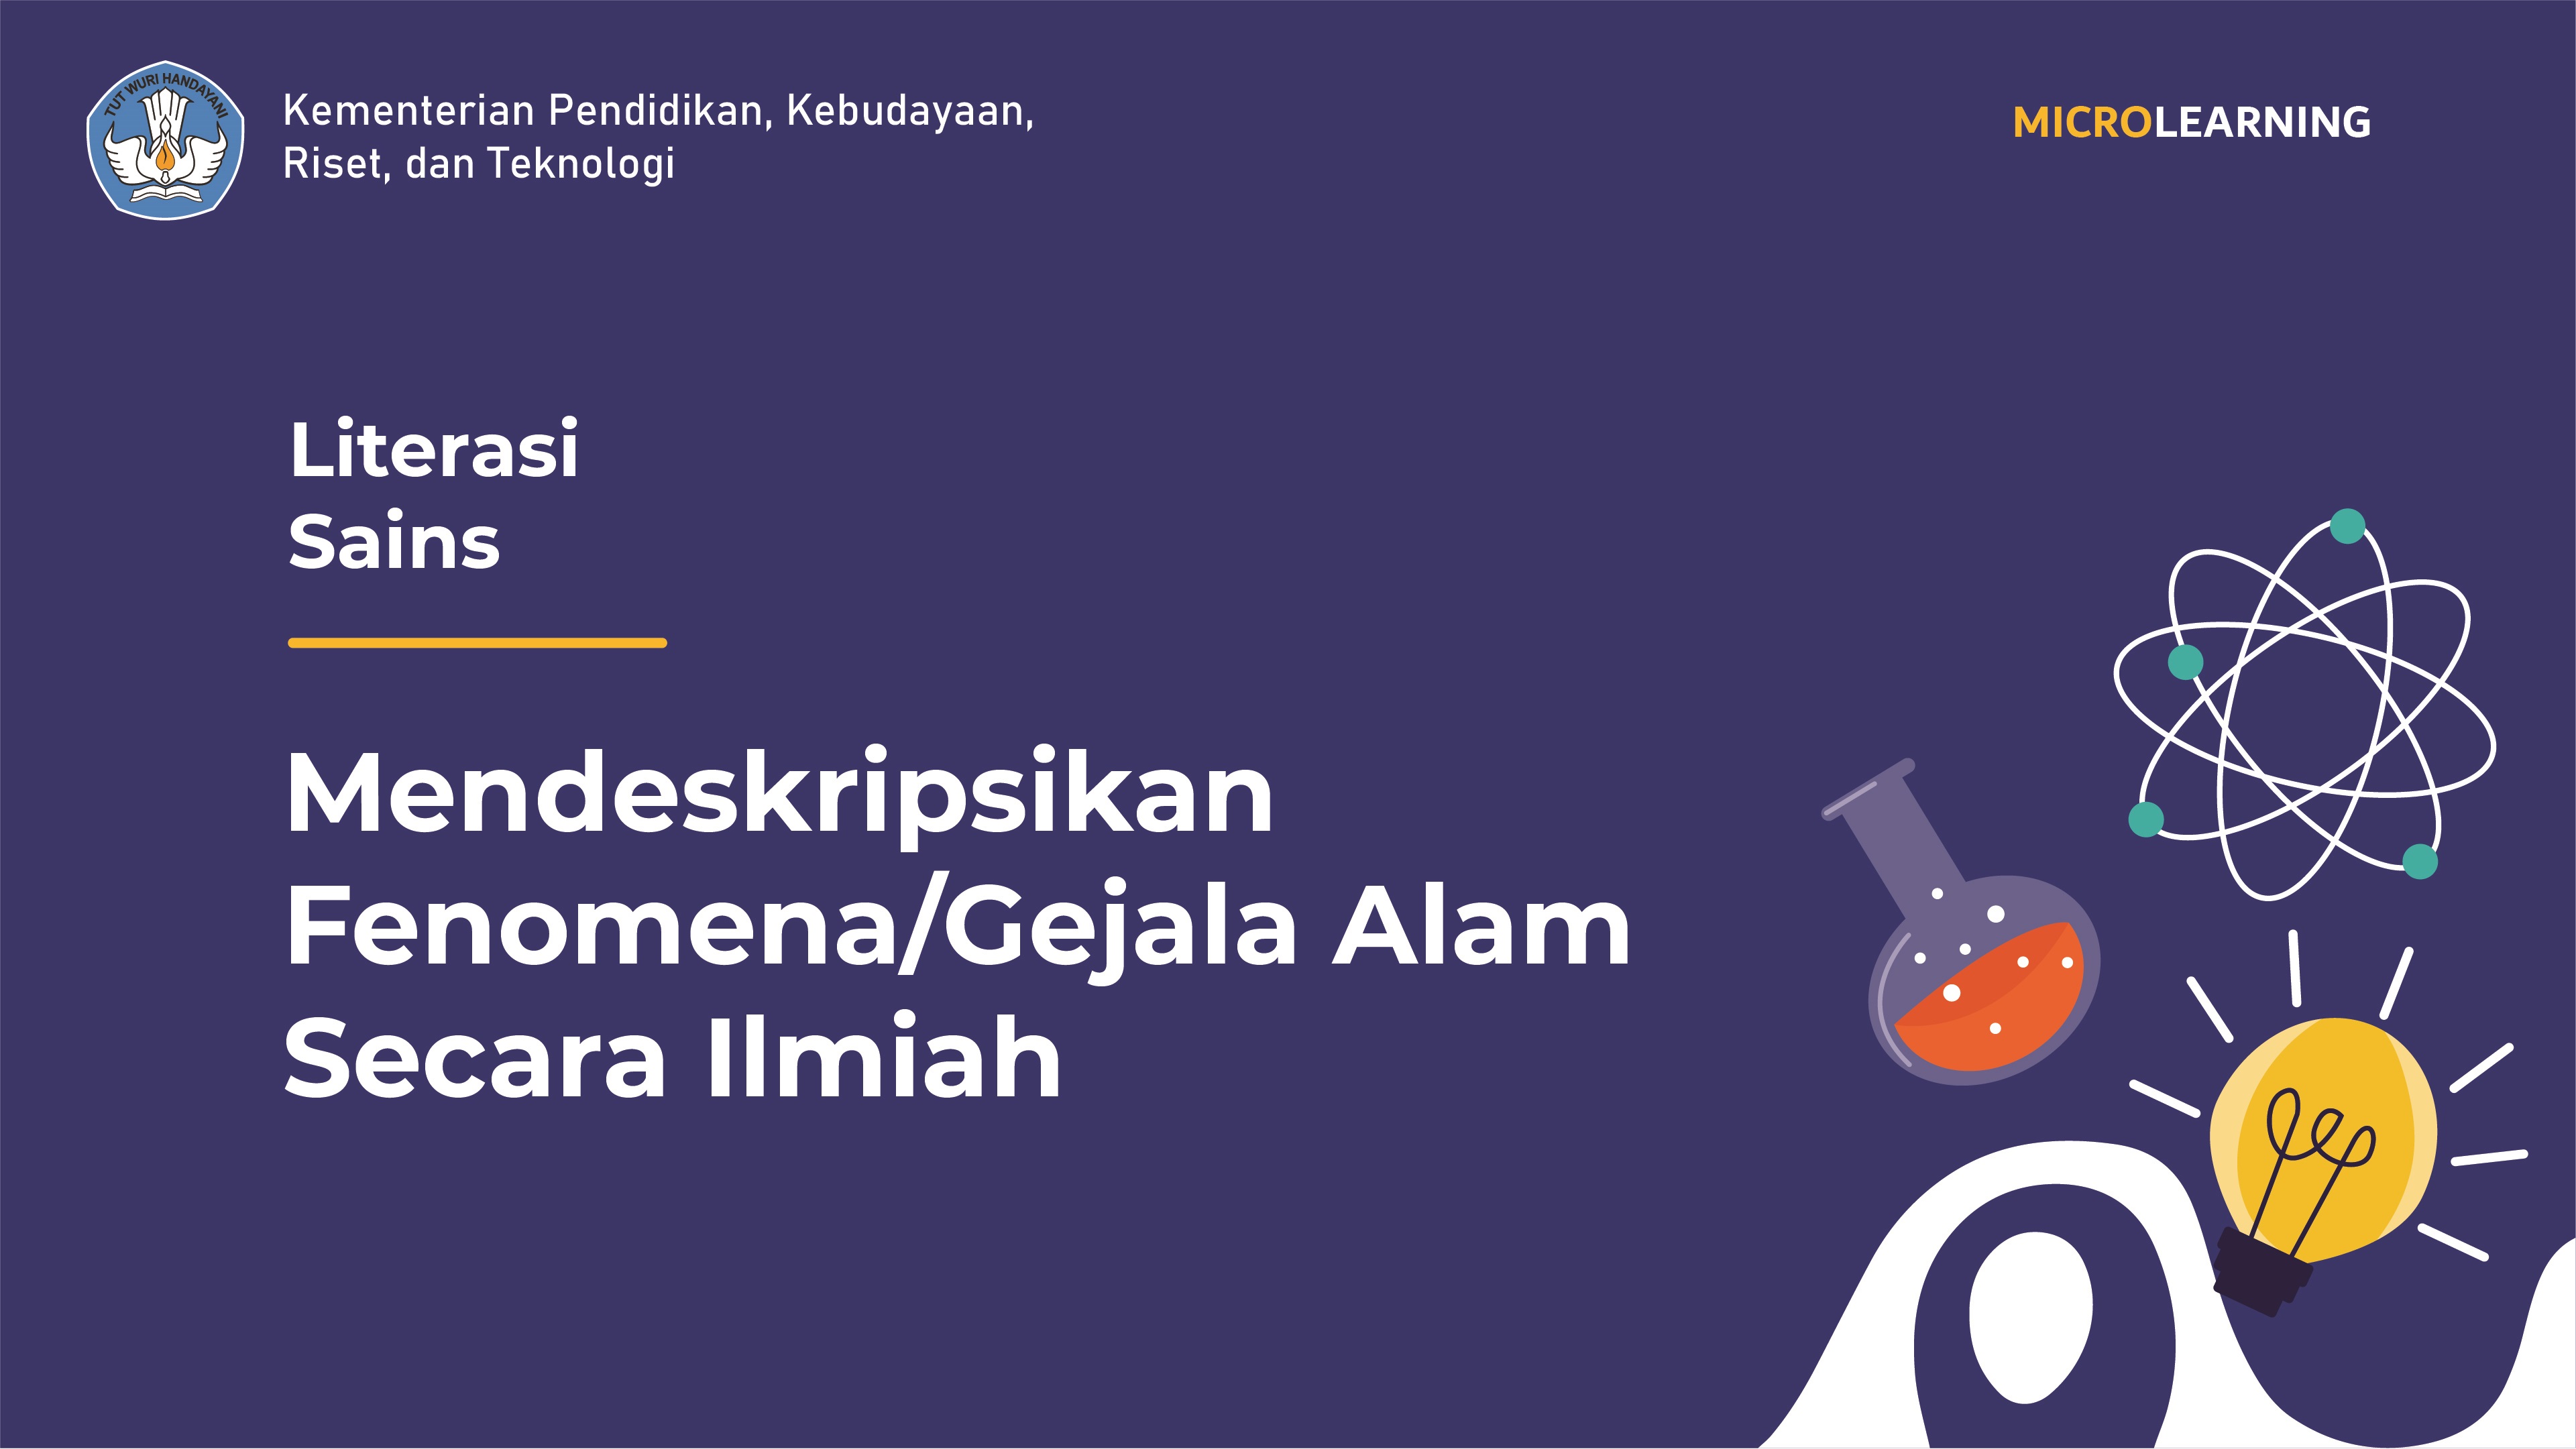 TUT WURI HANDAYANI
Kementerian Pendidikan, Kebudayaan,
Riset, dan Teknologi
MICROLEARNING
Literasi
Sains
Mendeskripsikan
Fenomena/Gejala Alam
Secara Ilmiah